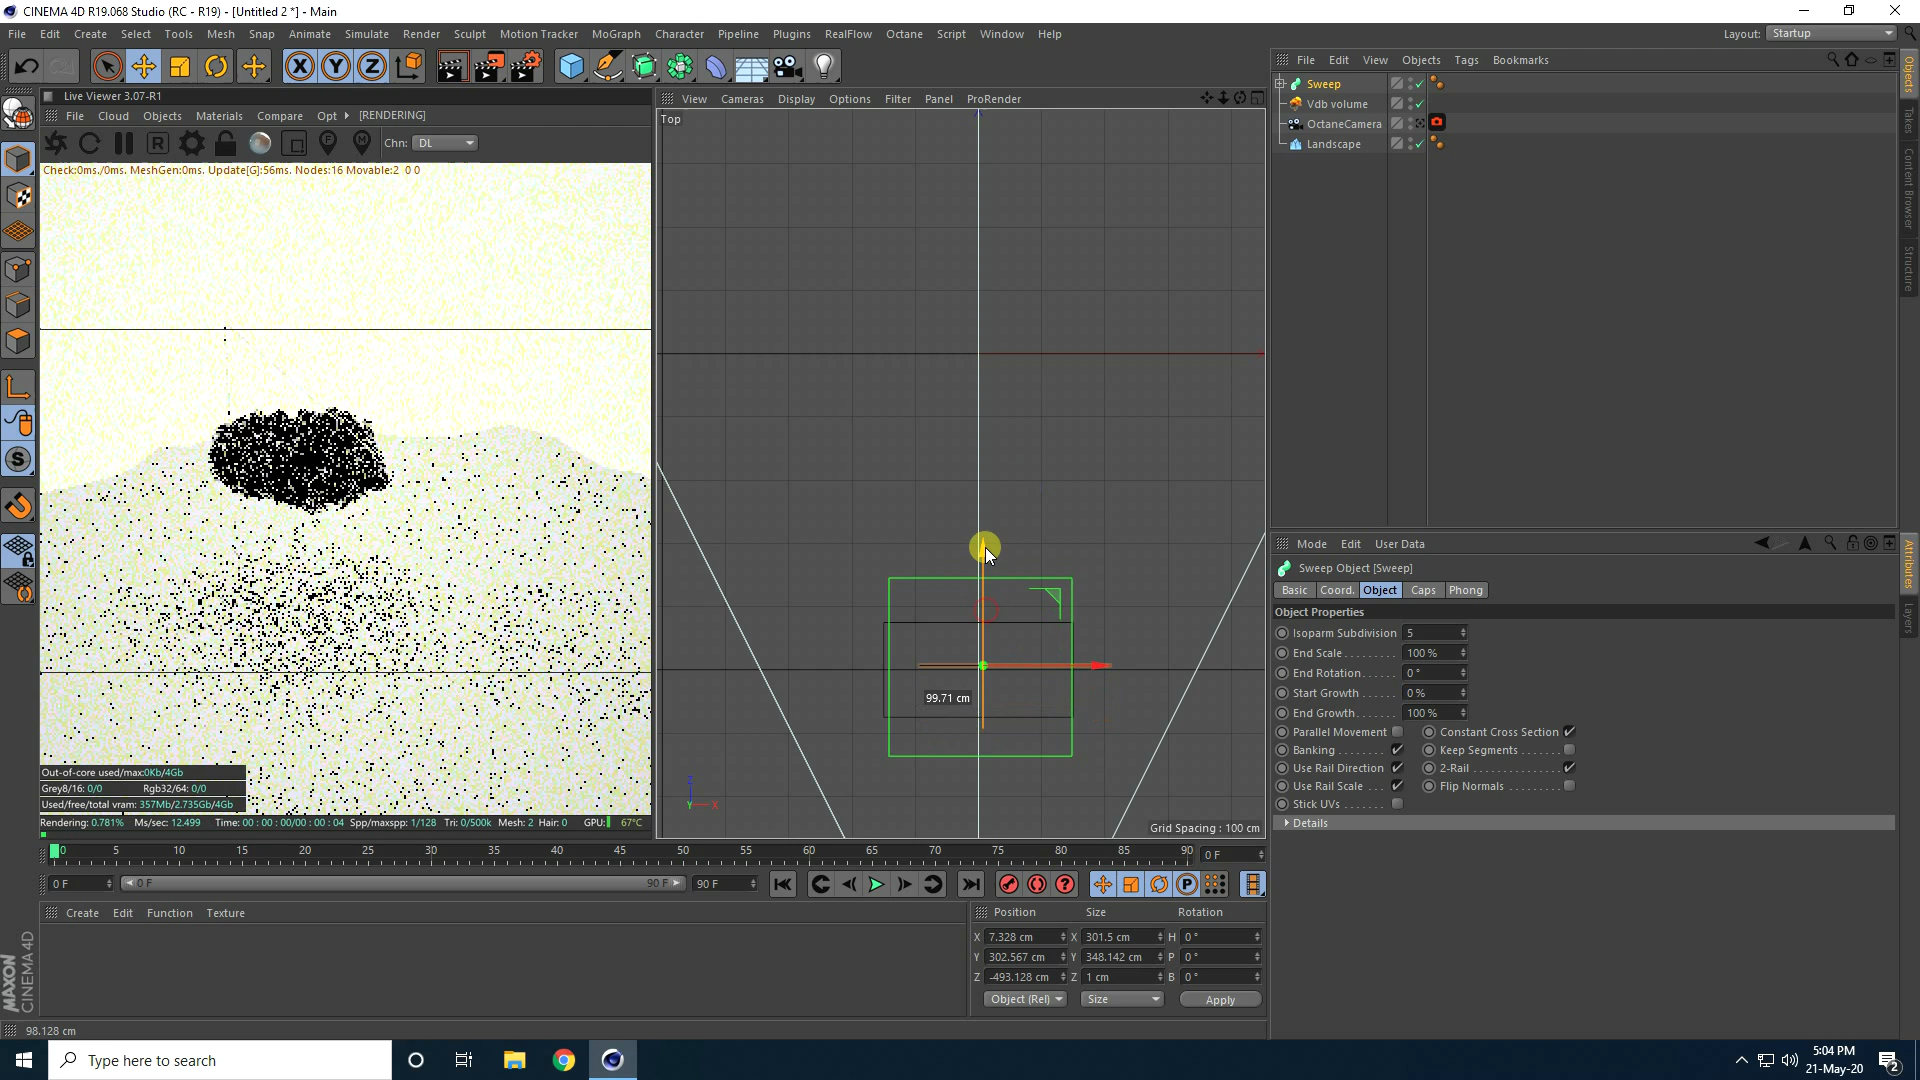 CINEMA 4D R19.068 Studio (RC - R19) - [Untitled 2 *] - Main
File Edit Create Select Tools Mesh Snap Animate Simulate Render Sculpt Motion Tracker MoGraph Character Pipeline Plugins RealFlow Octane Script Window Help
Layout: Startup
Live Viewer 3.07-R1
File Cloud Objects Materials Compare Opt [RENDERING]
Chn: DL
Check:0ms./0ms. MeshGen:0ms. Update[G]:56ms. Nodes:16 Movable:2 0 0
Out-of-core used/max:0Kb/4Gb
Grey8/16: 0/0 Rgb32/64: 0/0
Used/free/total vram: 357Mb/2.735Gb/4Gb
Rendering: 0.781% Ms/sec: 12.499 Time: 00 : 00 : 00/00 : 00 : 04 Spp/maxspp: 1/128 Tri: 0/500k Mesh: 2 Hair: 0 GPU: 67°C
View Cameras Display Options Filter Panel ProRender
Top
99.71 cm
Z
Y X
Grid Spacing : 100 cm
File Edit View Objects Tags Bookmarks
Sweep
Vdb volume
OctaneCamera
Landscape
Objects
Takes
Content Browser
Structure
Mode Edit User Data
Sweep Object [Sweep]
Basic Coord. Object Caps Phong
Object Properties
Isoparm Subdivision 5
End Scale 100 %
End Rotation 0 °
Start Growth 0 %
End Growth 100 %
Parallel Movement Constant Cross Section
Banking Keep Segments
Use Rail Direction 2-Rail
Use Rail Scale Flip Normals
Stick UVs
Details
Attributes
Layers
0 5 10 15 20 25 30 35 40 45 50 55 60 65 70 75 80 85 90 0 F
0 F 0 F 90 F 90 F
Create Edit Function Texture
Position Size Rotation
X 7.328 cm X 301.5 cm H 0 °
Y 302.567 cm Y 348.142 cm P 0 °
Z -493.128 cm Z 1 cm B 0 °
Object (Rel) Size Apply
MAXON
CINEMA 4D
98.128 cm
Type here to search
5:04 PM
21-May-20
2